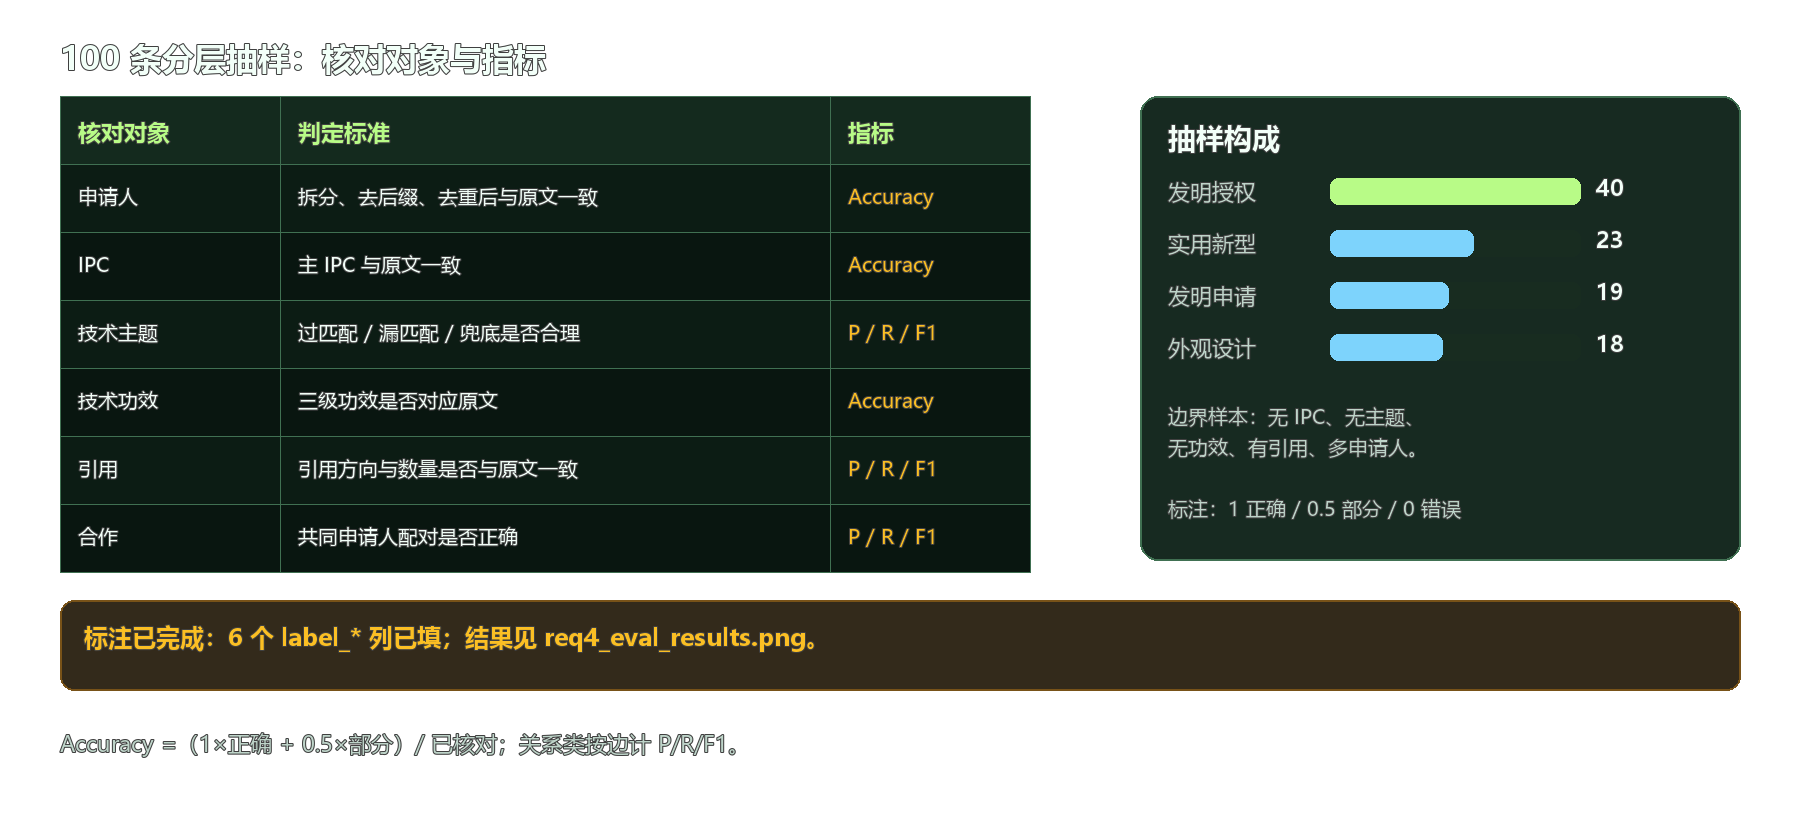 100 条分层抽样：核对对象与指标
核对对象 判定标准 指标
申请人 拆分、去后缀、去重后与原文一致 Accuracy
IPC 主 IPC 与原文一致 Accuracy
技术主题 过匹配 / 漏匹配 / 兜底是否合理 P / R / F1
技术功效 三级功效是否对应原文 Accuracy
引用 引用方向与数量是否与原文一致 P / R / F1
合作 共同申请人配对是否正确 P / R / F1
抽样构成
发明授权 40
实用新型 23
发明申请 19
外观设计 18
边界样本：无 IPC、无主题、
无功效、有引用、多申请人。
标注：1 正确 / 0.5 部分 / 0 错误
标注已完成：6 个 label_* 列已填；结果见 req4_eval_results.png。
Accuracy =（1×正确 + 0.5×部分）/ 已核对；关系类按边计 P/R/F1。